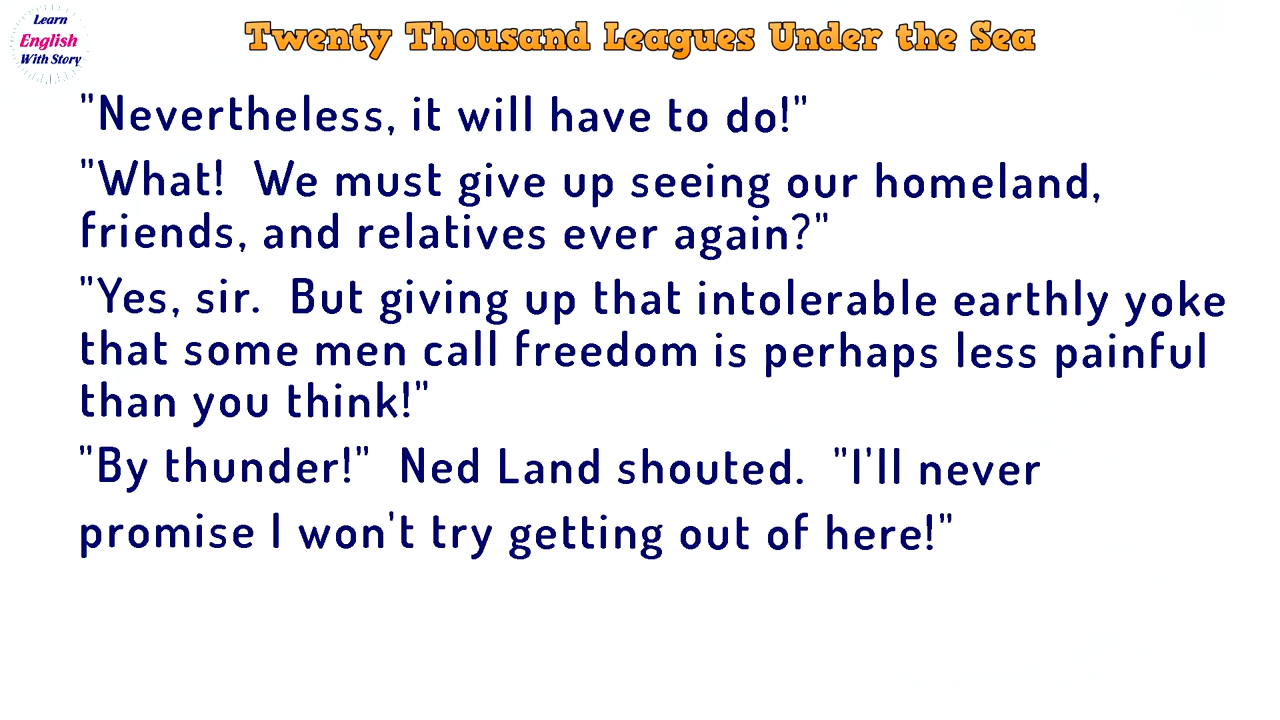 Learn
English
With Story
Twenty Thousand Leagues Under the Sea
"Nevertheless, it will have to do!"
"What!  We must give up seeing our homeland,
friends, and relatives ever again?"
"Yes, sir.  But giving up that intolerable earthly yoke
that some men call freedom is perhaps less painful
than you think!"
"By thunder!"  Ned Land shouted.  "I'll never
promise I won't try getting out of here!"